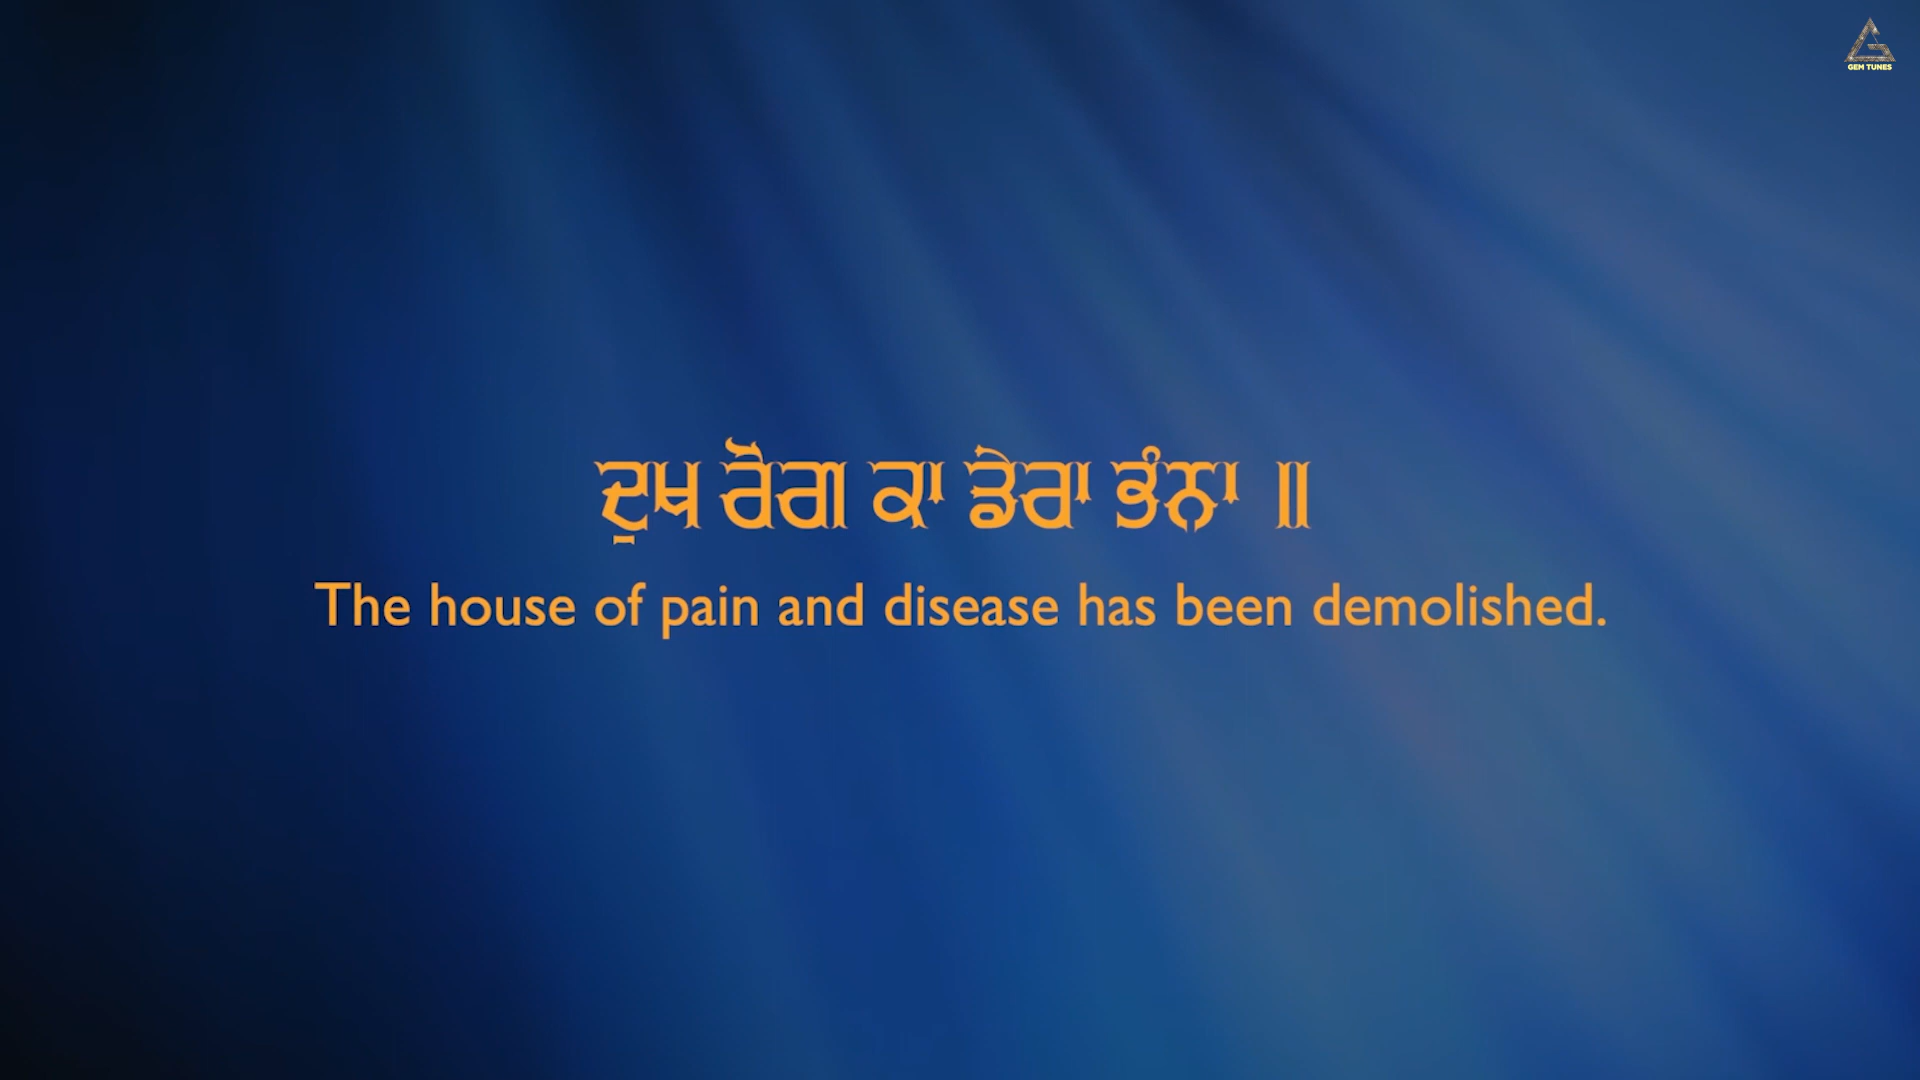 GEM TUNES
ਦੁਖ ਰੋਗ ਕਾ ਡੇਰਾ ਭੰਨਾ ॥
The house of pain and disease has been demolished.